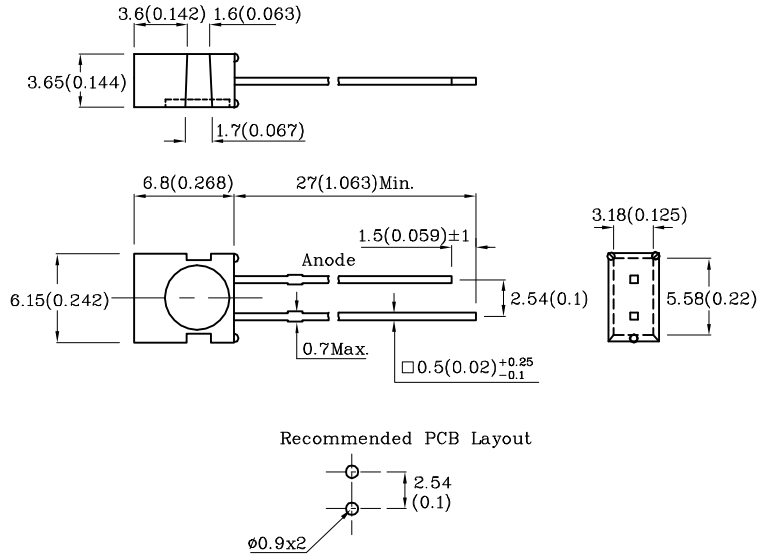 3.6(0.142)
1.6(0.063)
3.65(0.144)
1.7(0.067)
6.8(0.268)
27(1.063)Min.
3.18(0.125)
1.5(0.059)±1
Anode
6.15(0.242)
2.54(0.1)
5.58(0.22)
0.7Max.
□0.5(0.02)+0.25 -0.1
Recommended PCB Layout
2.54
(0.1)
ø0.9x2